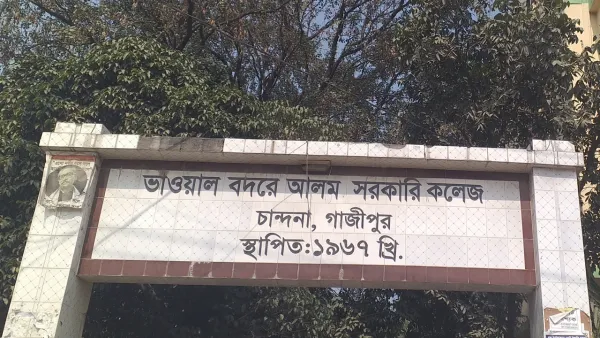 ভাওয়াল বদরে আলম সরকারি কলেজ
চান্দনা, গাজীপুর
স্থাপিত:১৯৬৭ খ্রি.